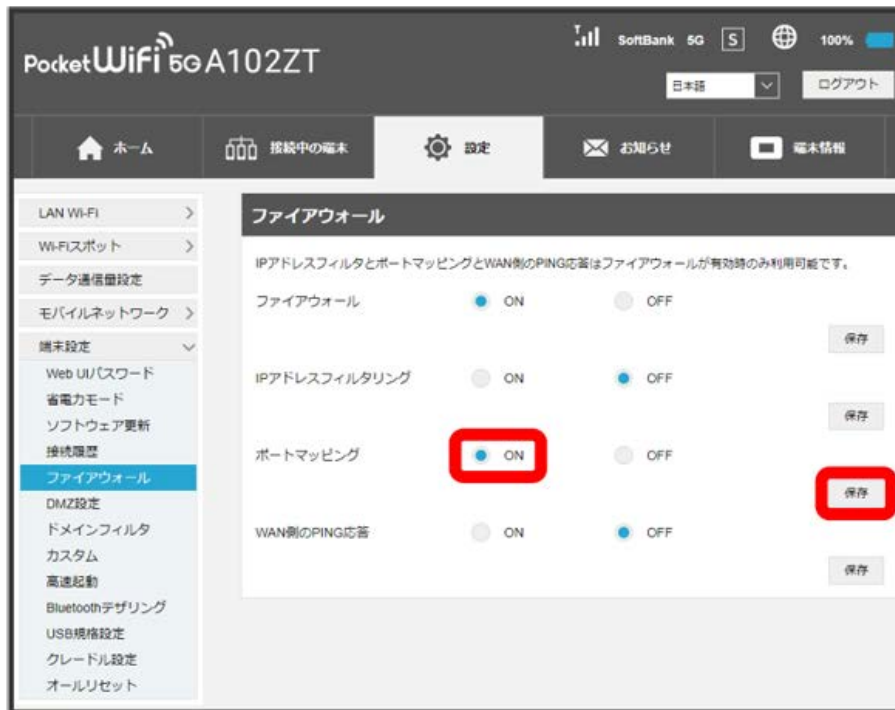 Pocket WiFi 5G A102ZT
SoftBank 5G S 100%
日本語 ログアウト
ホーム 接続中の端末 設定 お知らせ 端末情報
LAN Wi-Fi
Wi-Fiスポット
データ通信量設定
モバイルネットワーク
端末設定
Web UIパスワード
省電力モード
ソフトウェア更新
接続履歴
ファイアウォール
DMZ設定
ドメインフィルタ
カスタム
高速起動
Bluetoothテザリング
USB規格設定
クレードル設定
オールリセット
ファイアウォール
IPアドレスフィルタとポートマッピングとWAN側のPING応答はファイアウォールが有効時のみ利用可能です。
ファイアウォール ON OFF
保存
IPアドレスフィルタリング ON OFF
保存
ポートマッピング ON OFF
保存
WAN側のPING応答 ON OFF
保存